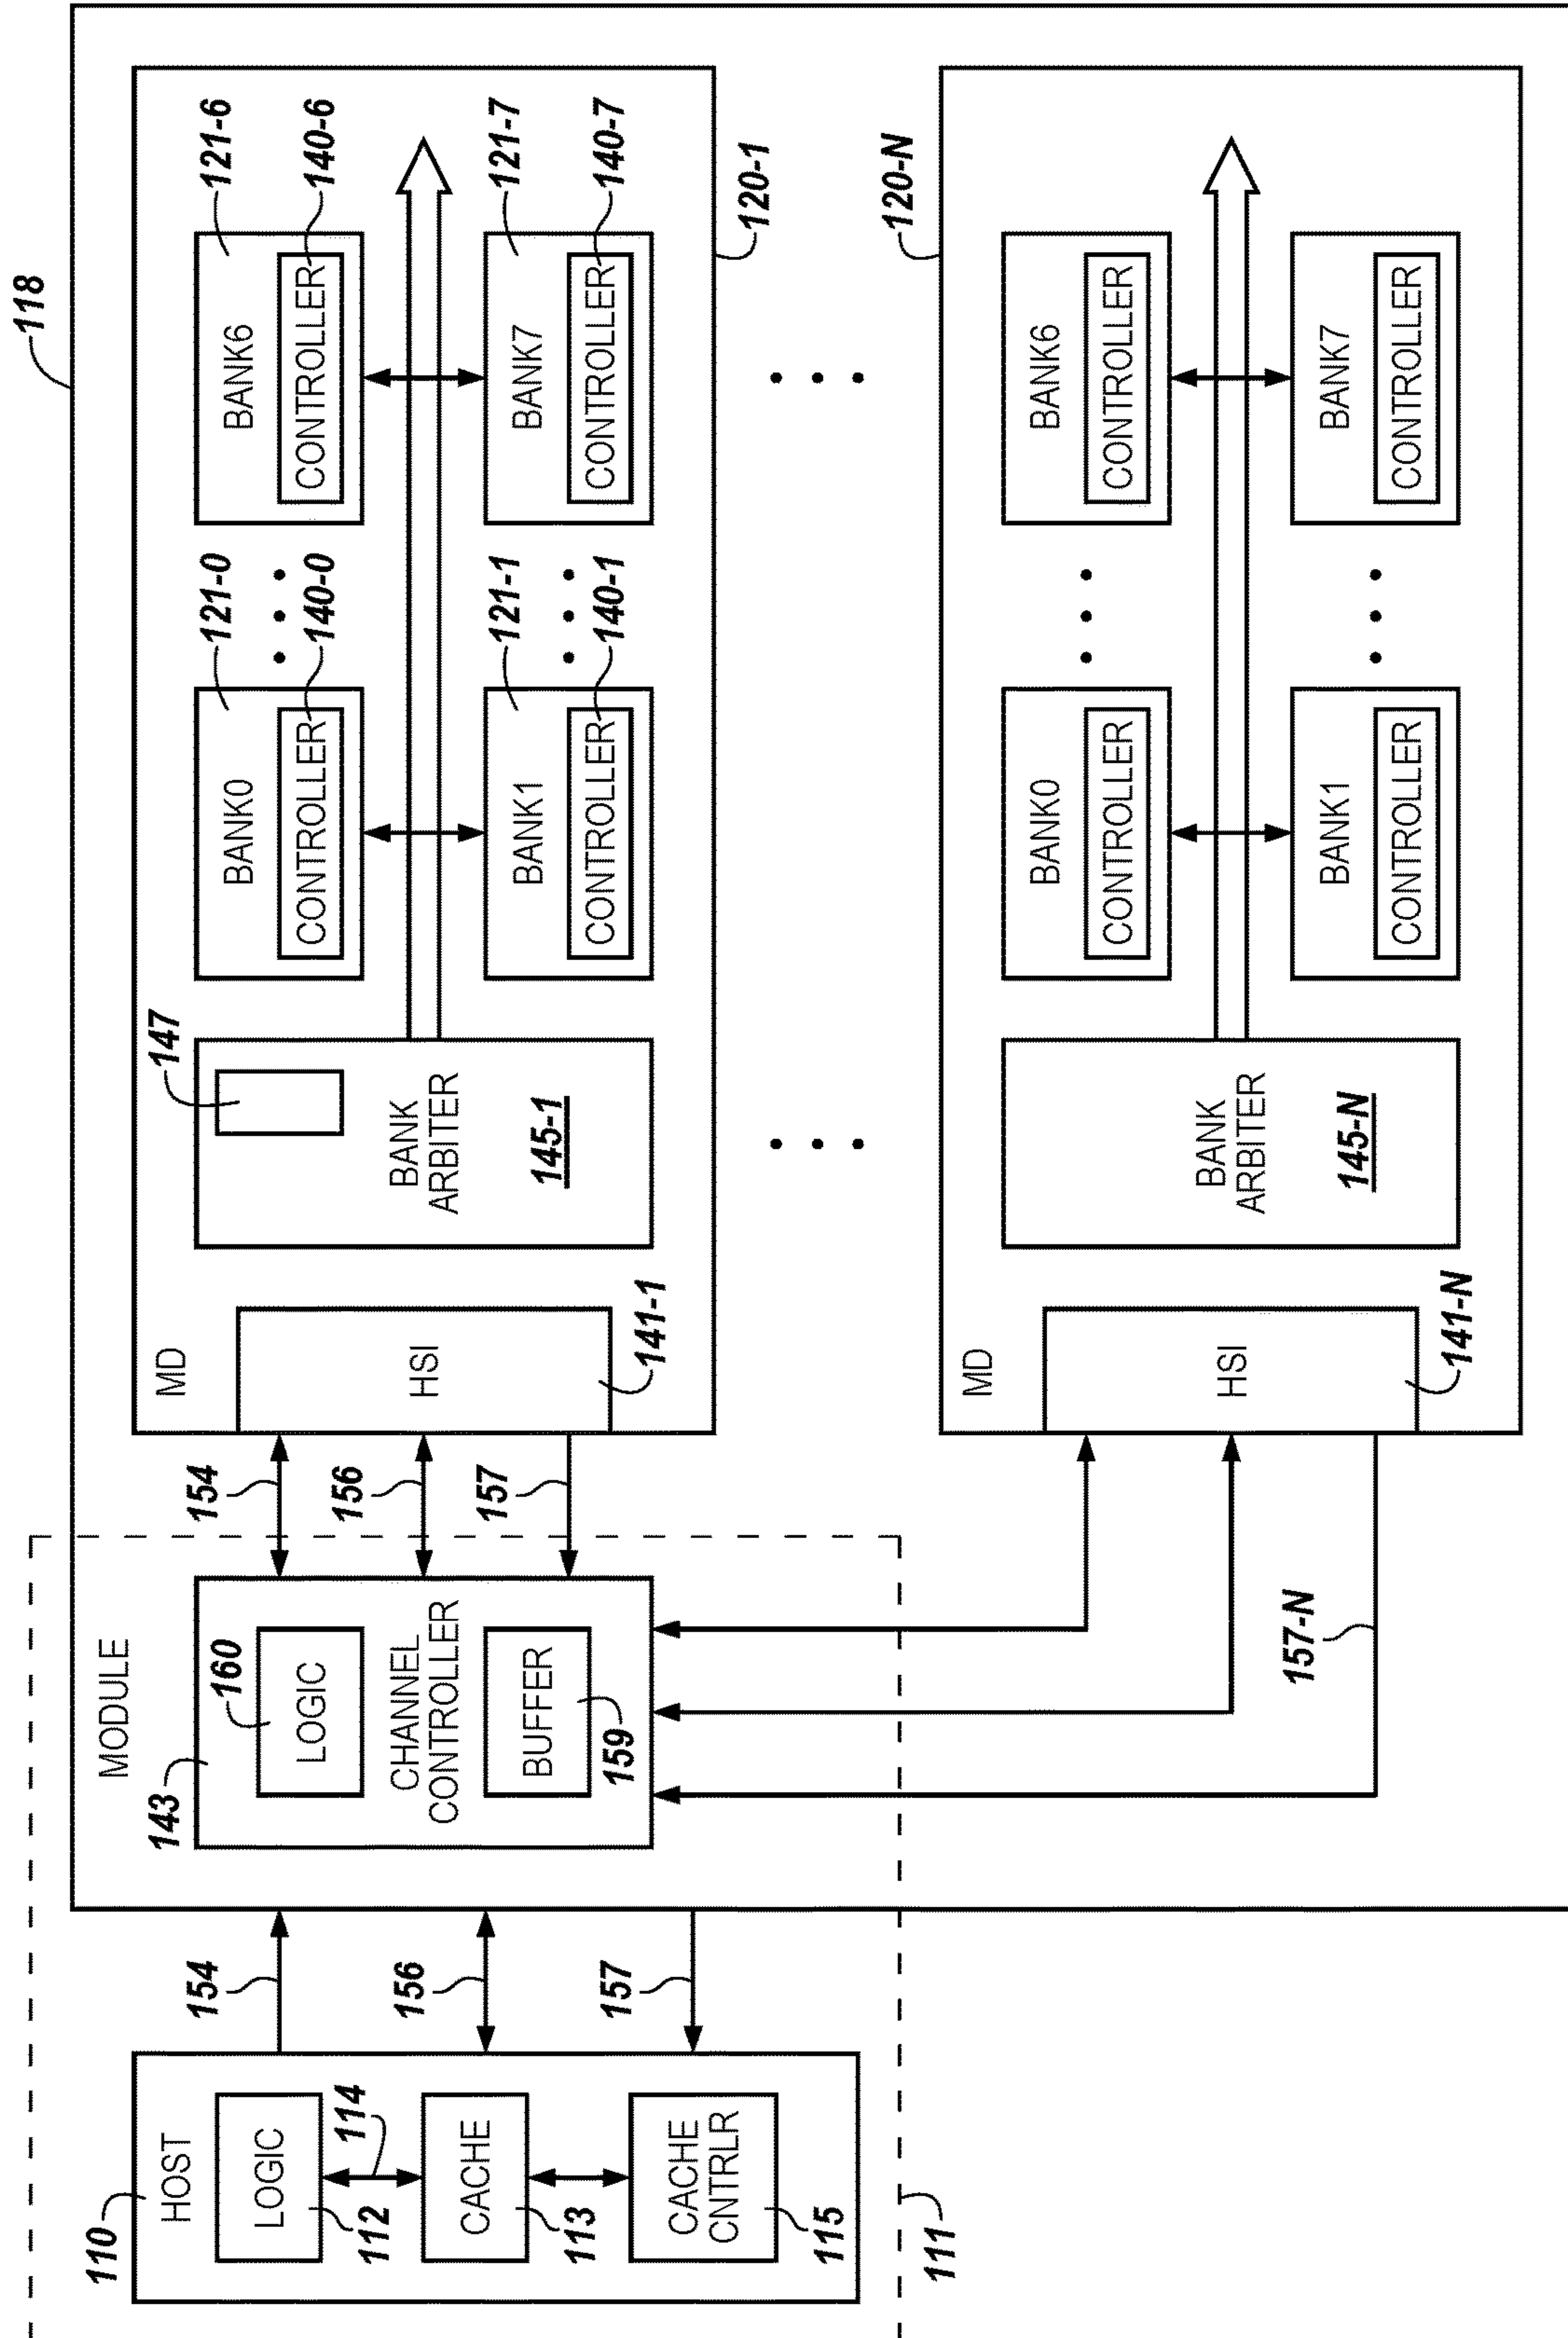 118
MODULE
143
160
LOGIC
CHANNEL
CONTROLLER
BUFFER
159
110
HOST
LOGIC
112
114
CACHE
113
CACHE
CNTRLR
115
111
154
156
157
154
156
157
157-N
MD
HSI
141-1
147
BANK
ARBITER
145-1
121-0
BANK0
CONTROLLER
140-0
121-1
BANK1
CONTROLLER
140-1
121-6
BANK6
CONTROLLER
140-6
121-7
BANK7
CONTROLLER
140-7
120-1
120-N
MD
HSI
141-N
BANK
ARBITER
145-N
BANK0
CONTROLLER
BANK1
CONTROLLER
BANK6
CONTROLLER
BANK7
CONTROLLER